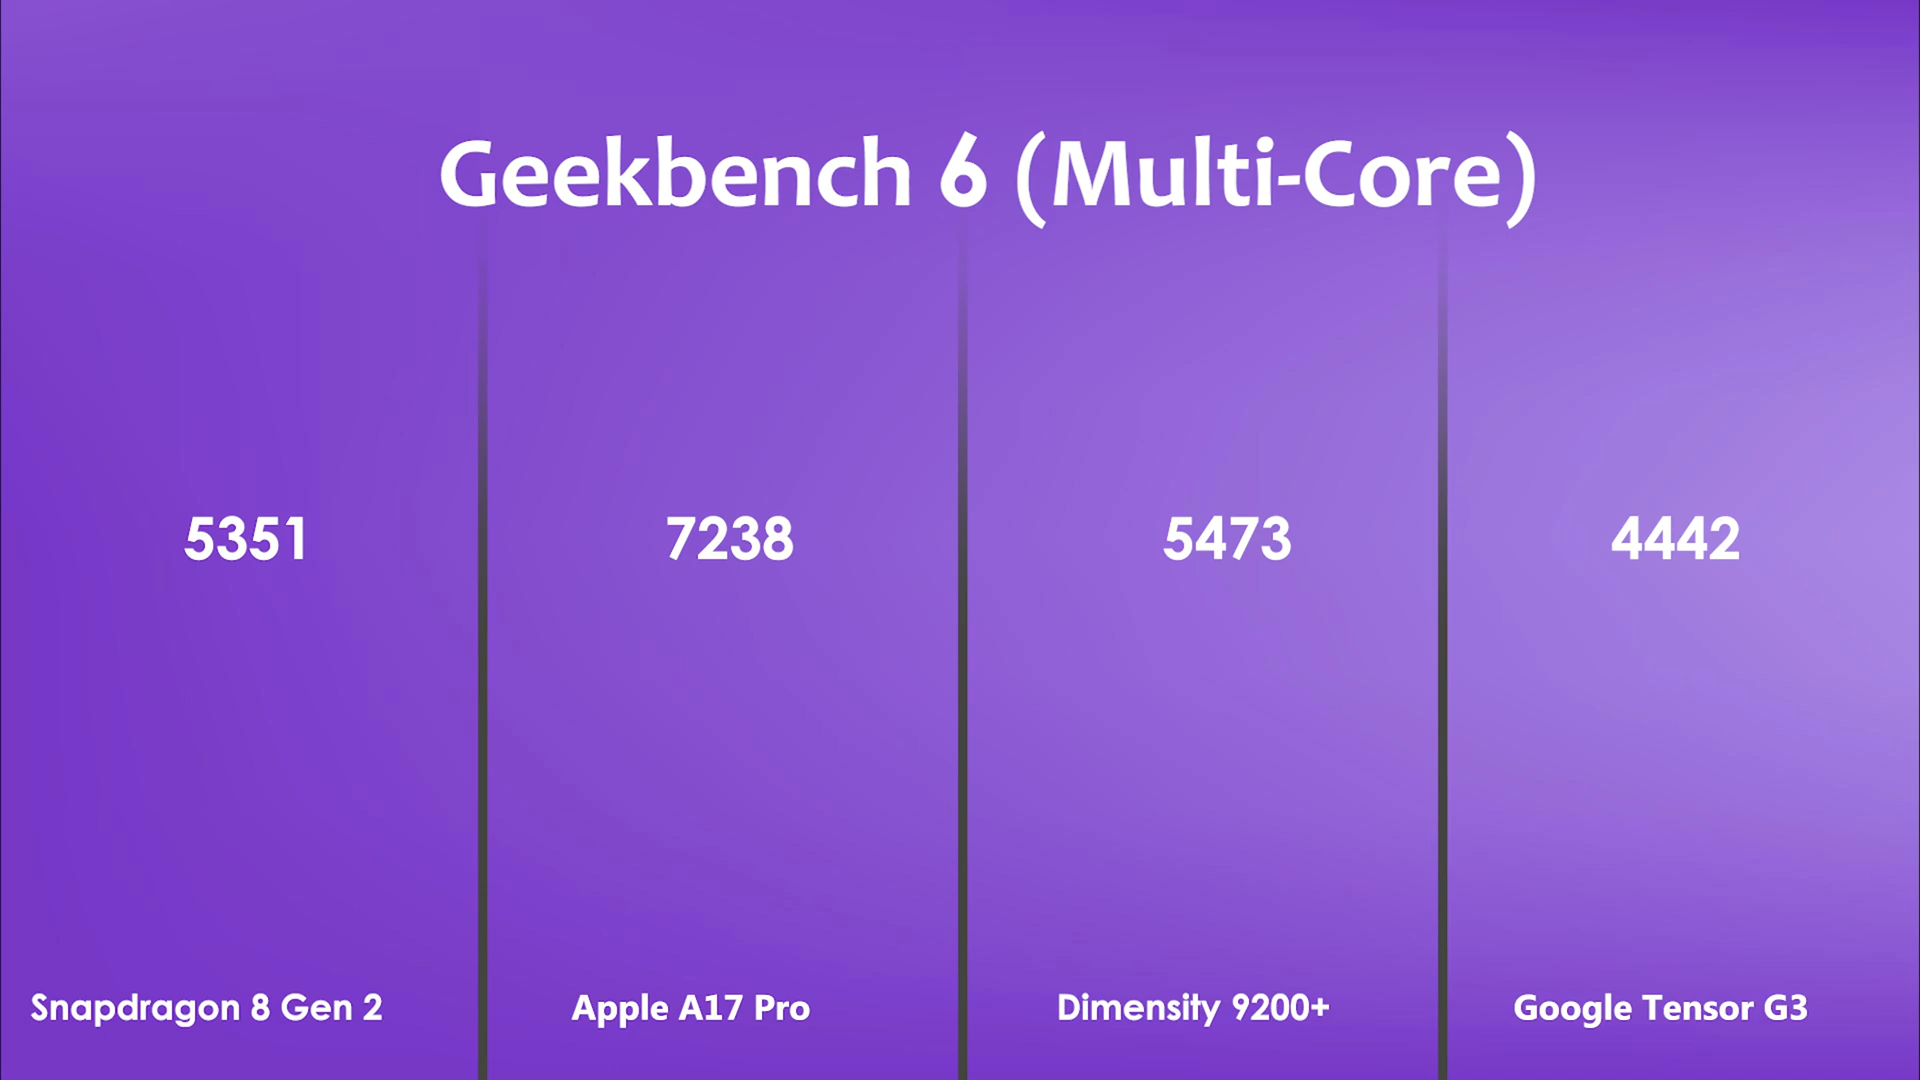 Geekbench 6 (Multi-Core)
5351
7238
5473
4442
Snapdragon 8 Gen 2
Apple A17 Pro
Dimensity 9200+
Google Tensor G3